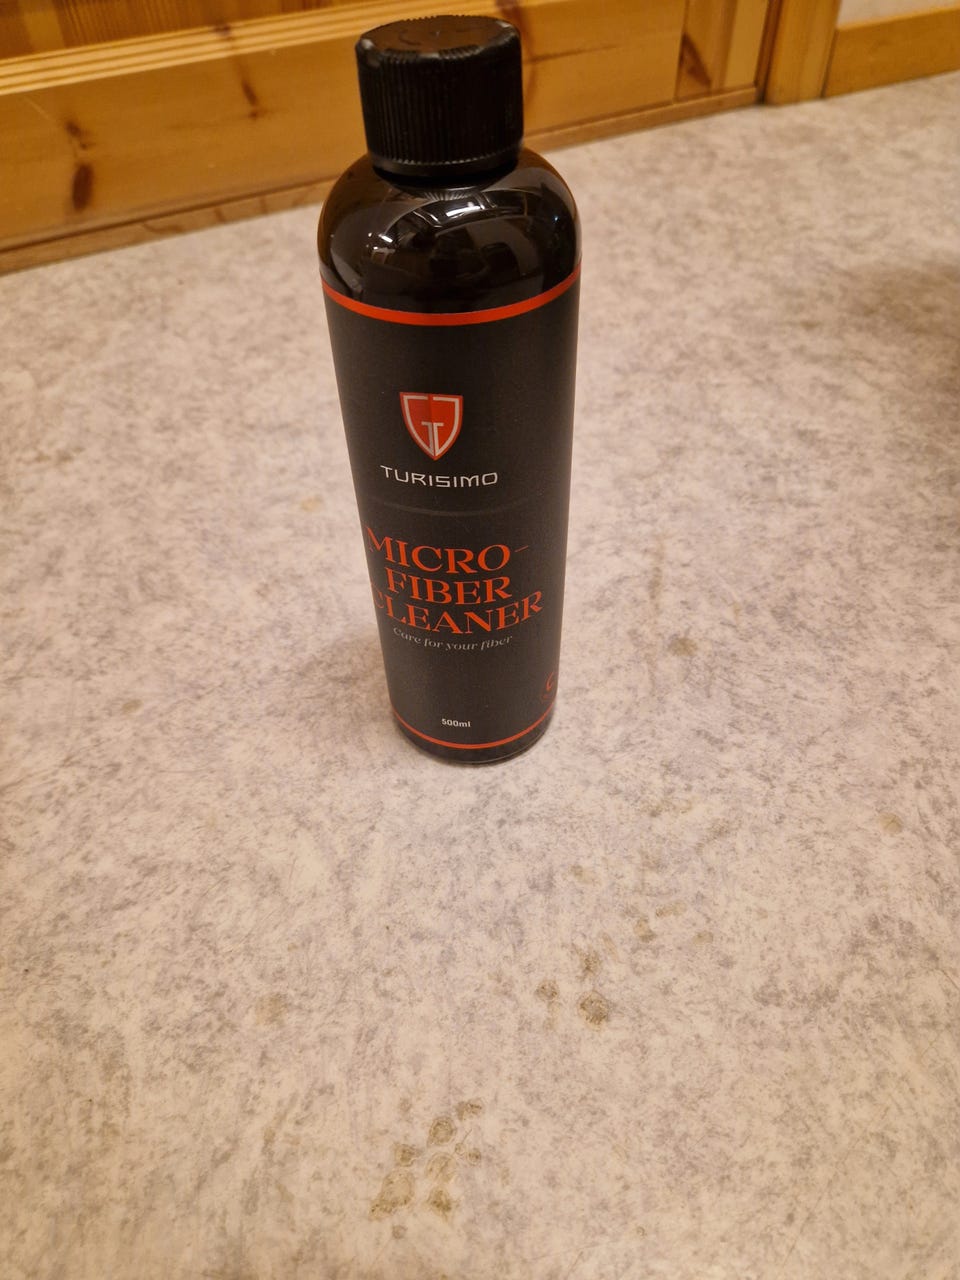 TURISIMO
MICRO-
FIBER
CLEANER
Care for your fiber
500ml